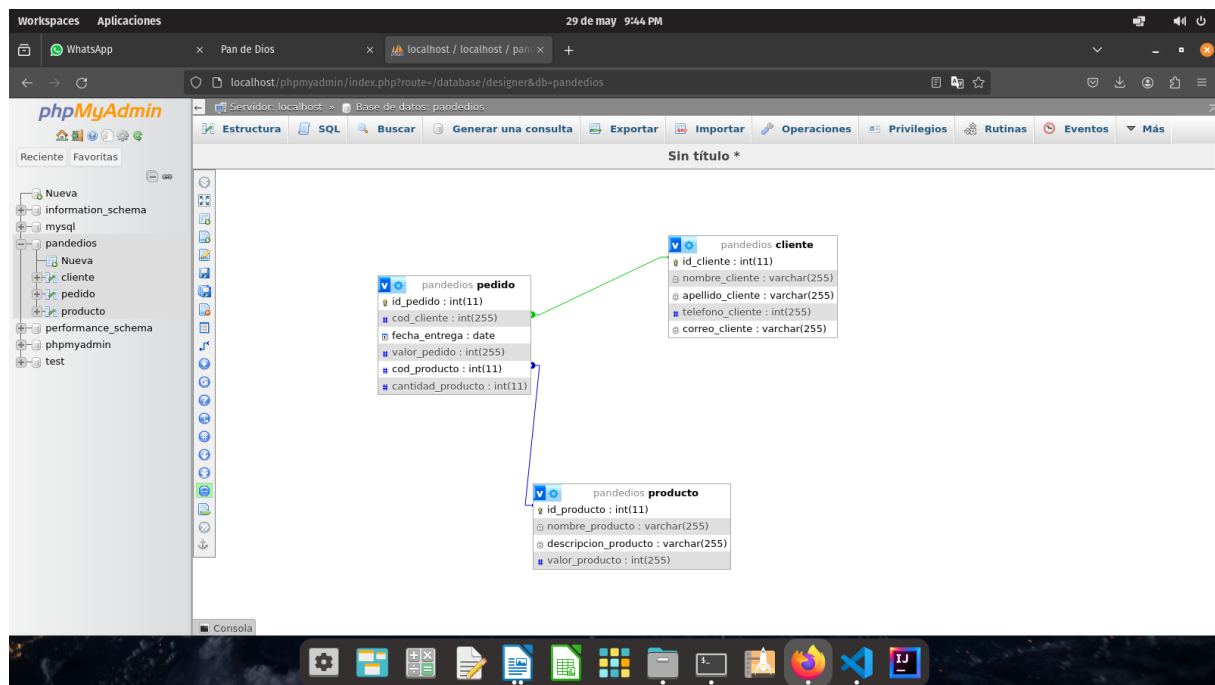 Workspaces Aplicaciones 29 de may 9:44 PM
WhatsApp × Pan de Dios × localhost / localhost / pan × +
localhost/phpmyadmin/index.php?route=/database/designer&db=pandedios
phpMyAdmin
Reciente Favoritas
Nueva
information_schema
mysql
pandedios
Nueva
cliente
pedido
producto
performance_schema
phpmyadmin
test
Servidor: localhost » Base de datos: pandedios
Estructura SQL Buscar Generar una consulta Exportar Importar Operaciones Privilegios Rutinas Eventos Más
Sin título *
v pandedios cliente
id_cliente : int(11)
nombre_cliente : varchar(255)
apellido_cliente : varchar(255)
# telefono_cliente : int(255)
correo_cliente : varchar(255)
v pandedios pedido
id_pedido : int(11)
# cod_cliente : int(255)
fecha_entrega : date
# valor_pedido : int(255)
# cod_producto : int(11)
# cantidad_producto : int(11)
v pandedios producto
id_producto : int(11)
nombre_producto : varchar(255)
descripcion_producto : varchar(255)
# valor_producto : int(255)
Consola
IJ